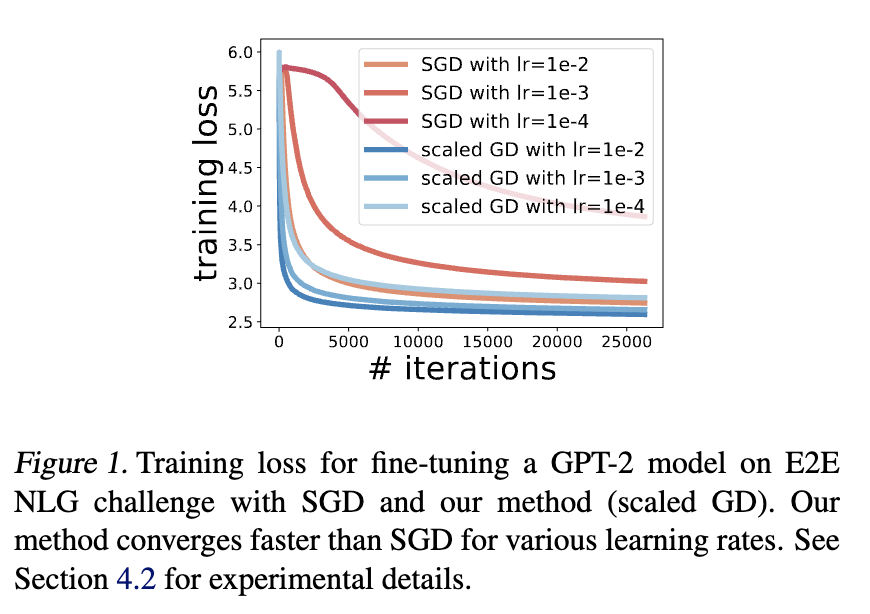 6.0
5.5
5.0
4.5
4.0
3.5
3.0
2.5
training loss
SGD with lr=1e-2
SGD with lr=1e-3
SGD with lr=1e-4
scaled GD with lr=1e-2
scaled GD with lr=1e-3
scaled GD with lr=1e-4
0 5000 10000 15000 20000 25000
# iterations
Figure 1. Training loss for fine-tuning a GPT-2 model on E2E
NLG challenge with SGD and our method (scaled GD). Our
method converges faster than SGD for various learning rates. See
Section 4.2 for experimental details.